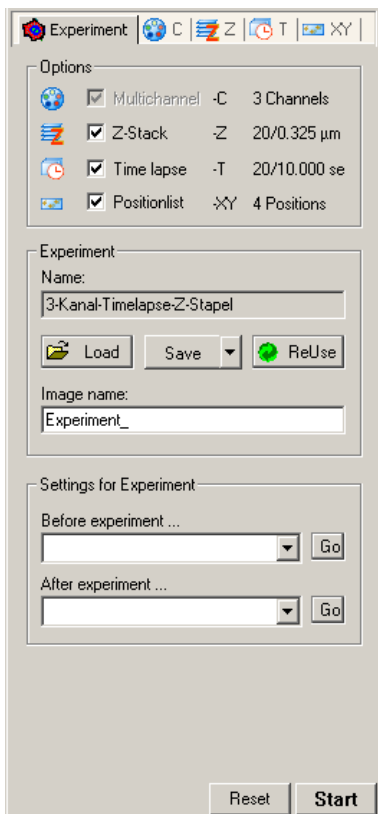 Experiment C Z T XY
Options
Multichannel -C 3 Channels
Z-Stack -Z 20/0.325 µm
Time lapse -T 20/10.000 se
Positionlist -XY 4 Positions
Experiment
Name:
3-Kanal-Timelapse-Z-Stapel
Load Save ReUse
Image name:
Experiment_
Settings for Experiment
Before experiment ...
Go
After experiment ...
Go
Reset Start